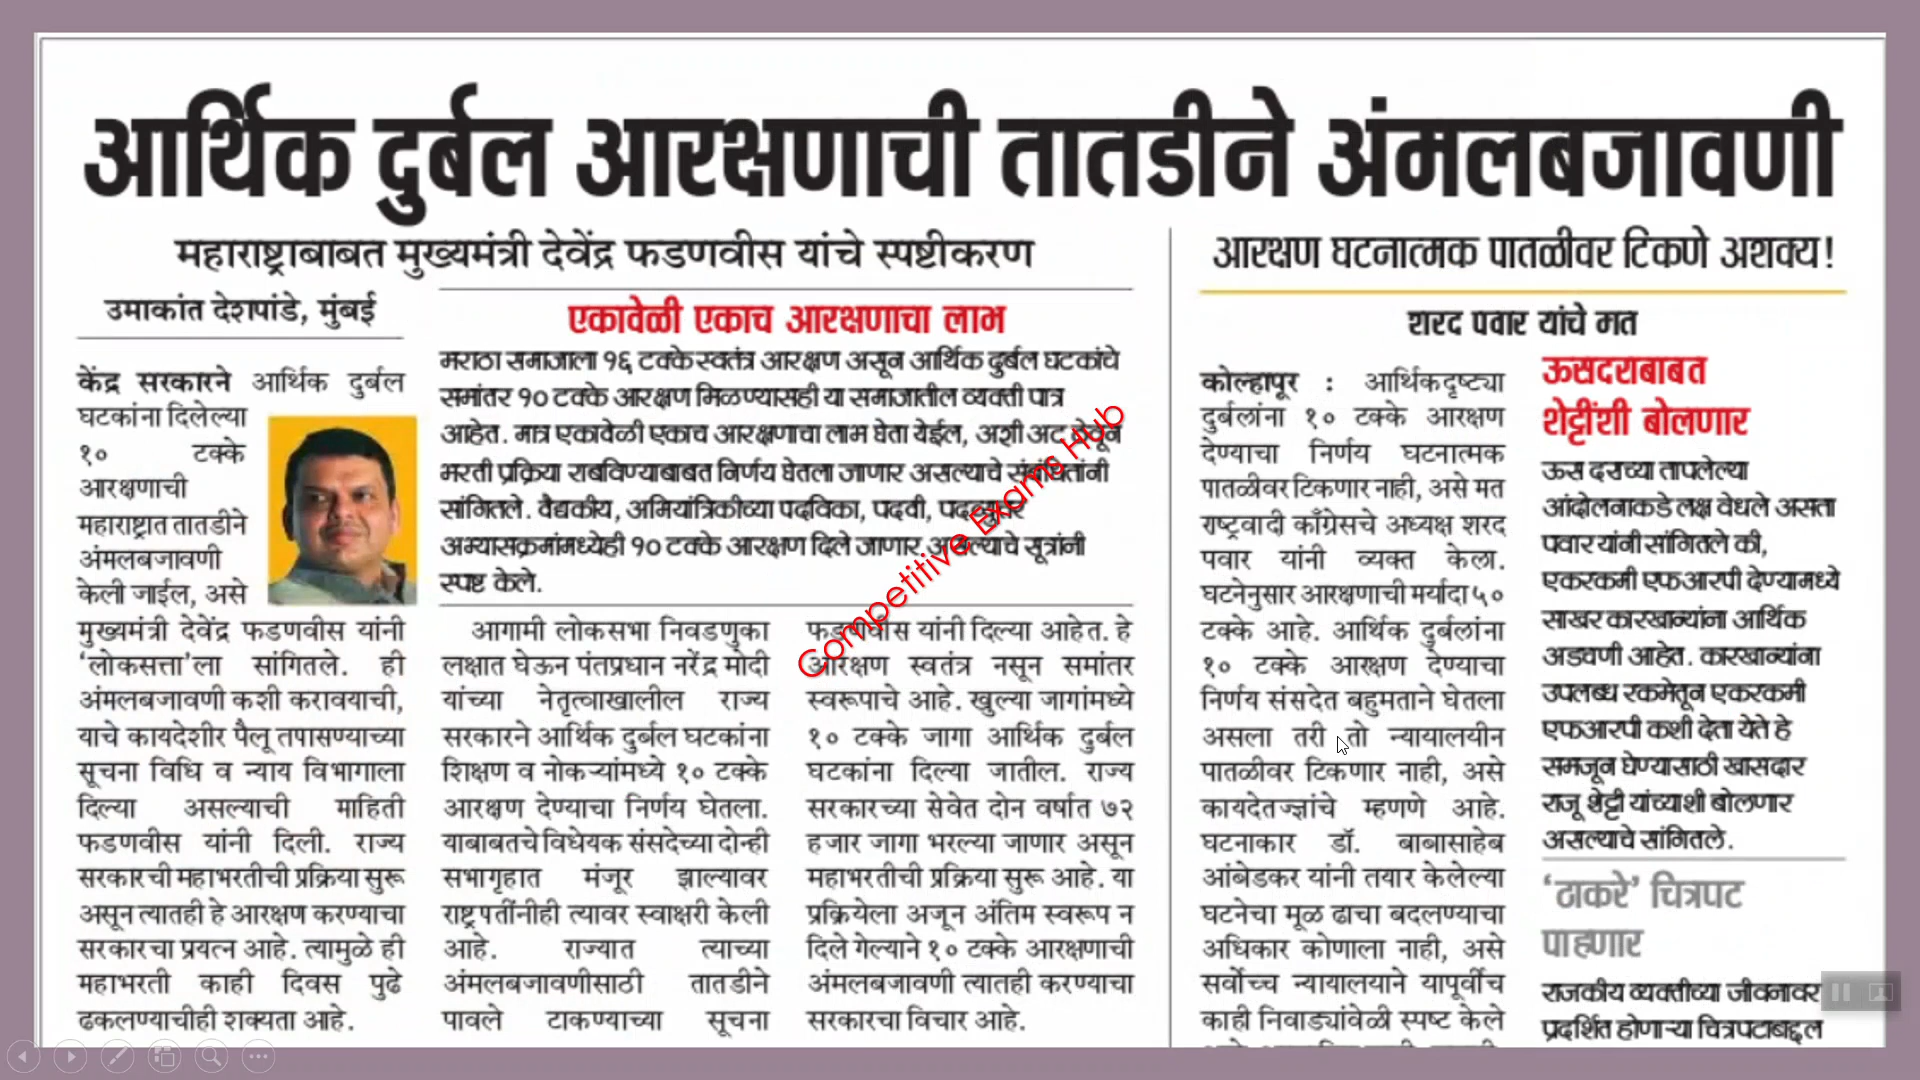 आर्थिक दुर्बल आरक्षणाची तातडीने अंमलबजावणी
महाराष्ट्राबाबत मुख्यमंत्री देवेंद्र फडणवीस यांचे स्पष्टीकरण
उमाकांत देशपांडे, मुंबई
केंद्र सरकारने आर्थिक दुर्बल
घटकांना दिलेल्या
१० टक्के
आरक्षणाची
महाराष्ट्रात तातडीने
अंमलबजावणी
केली जाईल, असे
मुख्यमंत्री देवेंद्र फडणवीस यांनी
‘लोकसत्ता’ला सांगितले. ही
अंमलबजावणी कशी करावयाची,
याचे कायदेशीर पैलू तपासण्याच्या
सूचना विधि व न्याय विभागाला
दिल्या असल्याची माहिती
फडणवीस यांनी दिली. राज्य
सरकारची महाभरतीची प्रक्रिया सुरू
असून त्यातही हे आरक्षण करण्याचा
सरकारचा प्रयत्न आहे. त्यामुळे ही
महाभरती काही दिवस पुढे
ढकलण्याचीही शक्यता आहे.
एकावेळी एकाच आरक्षणाचा लाभ
मराठा समाजाला १६ टक्के स्वतंत्र आरक्षण असून आर्थिक दुर्बल घटकांचे
समांतर १० टक्के आरक्षण मिळण्यासही या समाजातील व्यक्ती पात्र
आहेत. मात्र एकावेळी एकाच आरक्षणाचा लाभ घेता येईल, अशी अट ठेवून
भरती प्रक्रिया राबविण्याबाबत निर्णय घेतला जाणार असल्याचे संबंधितांनी
सांगितले. वैद्यकीय, अभियांत्रिकीच्या पदविका, पदवी, पदव्युत्तर
अभ्यासक्रमांमध्येही १० टक्के आरक्षण दिले जाणार असल्याचे सूत्रांनी
स्पष्ट केले.
आगामी लोकसभा निवडणुका
लक्षात घेऊन पंतप्रधान नरेंद्र मोदी
यांच्या नेतृत्वाखालील राज्य
सरकारने आर्थिक दुर्बल घटकांना
शिक्षण व नोकऱ्यांमध्ये १० टक्के
आरक्षण देण्याचा निर्णय घेतला.
याबाबतचे विधेयक संसदेच्या दोन्ही
सभागृहात मंजूर झाल्यावर
राष्ट्रपतींनीही त्यावर स्वाक्षरी केली
आहे. राज्यात त्याच्या
अंमलबजावणीसाठी तातडीने
पावले टाकण्याच्या सूचना
फडणवीस यांनी दिल्या आहेत. हे
आरक्षण स्वतंत्र नसून समांतर
स्वरूपाचे आहे. खुल्या जागांमध्ये
१० टक्के जागा आर्थिक दुर्बल
घटकांना दिल्या जातील. राज्य
सरकारच्या सेवेत दोन वर्षात ७२
हजार जागा भरल्या जाणार असून
महाभरतीची प्रक्रिया सुरू आहे. या
प्रक्रियेला अजून अंतिम स्वरूप न
दिले गेल्याने १० टक्के आरक्षणाची
अंमलबजावणी त्यातही करण्याचा
सरकारचा विचार आहे.
Competitive Exams Hub
आरक्षण घटनात्मक पातळीवर टिकणे अशक्य!
शरद पवार यांचे मत
कोल्हापूर : आर्थिकदृष्ट्या
दुर्बलांना १० टक्के आरक्षण
देण्याचा निर्णय घटनात्मक
पातळीवर टिकणार नाही, असे मत
राष्ट्रवादी काँग्रेसचे अध्यक्ष शरद
पवार यांनी व्यक्त केला.
घटनेनुसार आरक्षणाची मर्यादा ५०
टक्के आहे. आर्थिक दुर्बलांना
१० टक्के आरक्षण देण्याचा
निर्णय संसदेत बहुमताने घेतला
असला तरी तो न्यायालयीन
पातळीवर टिकणार नाही, असे
कायदेतज्ज्ञांचे म्हणणे आहे.
घटनाकार डॉ. बाबासाहेब
आंबेडकर यांनी तयार केलेल्या
घटनेचा मूळ ढाचा बदलण्याचा
अधिकार कोणाला नाही, असे
सर्वोच्च न्यायालयाने यापूर्वीच
काही निवाड्यांवेळी स्पष्ट केले
ऊसदराबाबत
शेट्टींशी बोलणार
ऊस दराच्या तापलेल्या
आंदोलनाकडे लक्ष वेधले असता
पवार यांनी सांगितले की,
एकरकमी एफआरपी देण्यामध्ये
साखर कारखान्यांना आर्थिक
अडचणी आहेत. कारखान्यांना
उपलब्ध रकमेतून एकरकमी
एफआरपी कशी देता येते हे
समजून घेण्यासाठी खासदार
राजू शेट्टी यांच्याशी बोलणार
असल्याचे सांगितले.
‘ठाकरे’ चित्रपट
पाहणार
राजकीय व्यक्तीच्या जीवनावर
प्रदर्शित होणाऱ्या चित्रपटाबद्दल